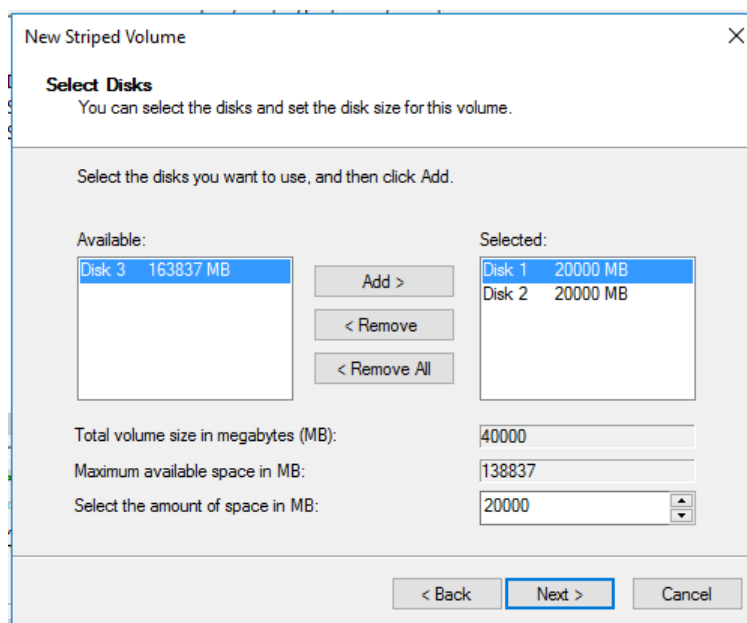 New Striped Volume
Select Disks
You can select the disks and set the disk size for this volume.
Select the disks you want to use, and then click Add.
Available:
Selected:
Disk 3 163837 MB
Add >
< Remove
< Remove All
Disk 1 20000 MB
Disk 2 20000 MB
Total volume size in megabytes (MB): 40000
Maximum available space in MB: 138837
Select the amount of space in MB: 20000
< Back
Next >
Cancel